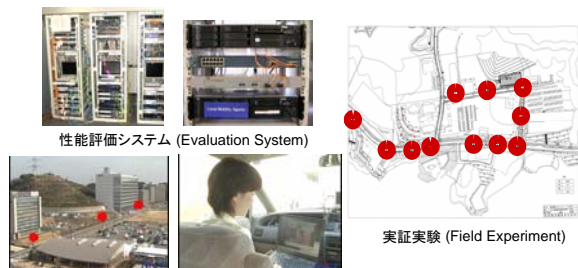 性能評価システム (Evaluation System)
実証実験 (Field Experiment)